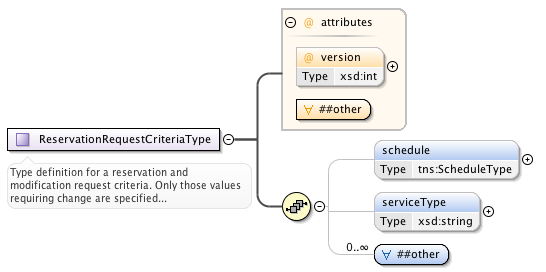 @ attributes
@ version
Type xsd:int
##other
ReservationRequestCriteriaType
Type definition for a reservation and
modification request criteria. Only those values
requiring change are specified...
schedule
Type tns:ScheduleType
serviceType
Type xsd:string
0..∞
##other